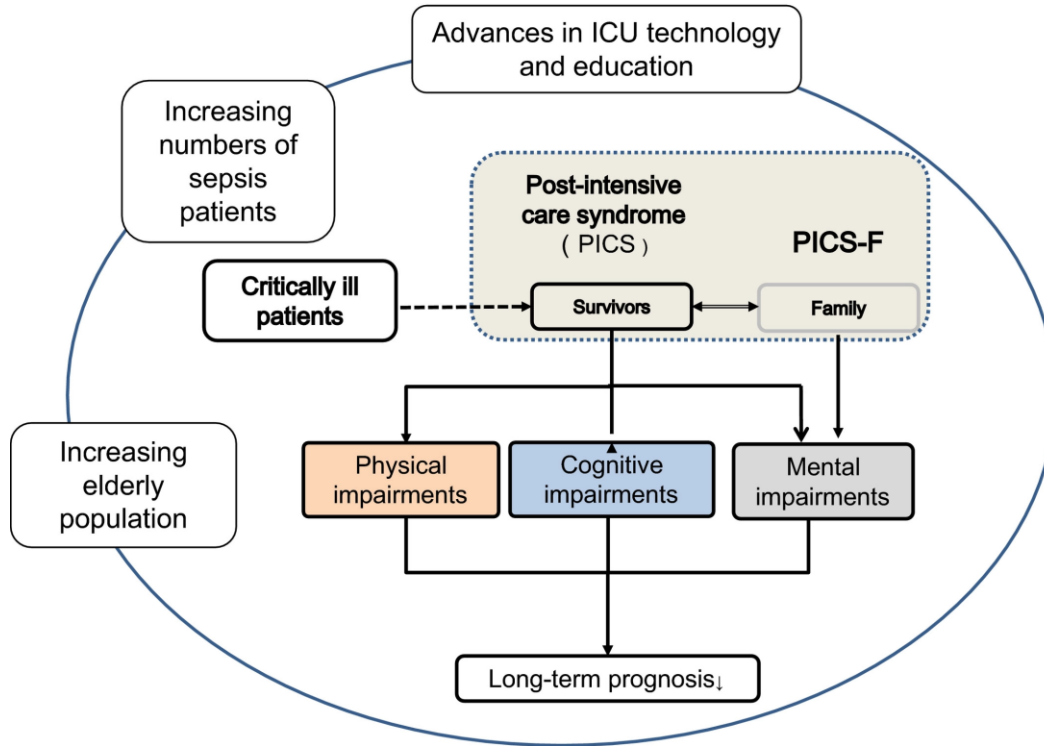 Advances in ICU technology
and education
Increasing
numbers of
sepsis
patients
Post-intensive
care syndrome
( PICS )
PICS-F
Critically ill
patients
Survivors
Family
Physical
impairments
Cognitive
impairments
Mental
impairments
Increasing
elderly
population
Long-term prognosis↓